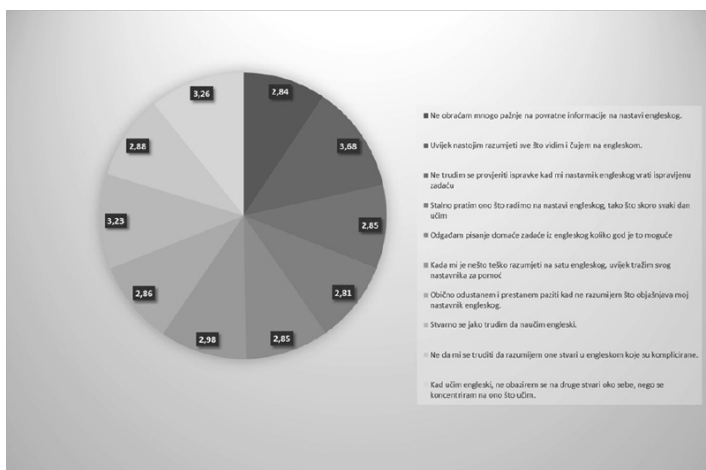 3,26
2,84
2,88
3,68
3,23
2,85
2,86
2,81
2,98
2,85
Ne obraćam mnogo pažnje na povratne informacije na nastavi engleskog.
Uvijek nastojim razumjeti sve što vidim i čujem na engleskom.
Ne trudim se provjeriti ispravke kad mi nastavnik engleskog vrati ispravljenu
zadaću
Stalno pratim ono što radimo na nastavi engleskog, tako što skoro svaki dan
učim
Odgađam pisanje domaće zadaće iz engleskog koliko god je to moguće
Kada mi je nešto teško razumjeti na satu engleskog, uvijek tražim svog
nastavnika za pomoć
Obično odustanem i prestanem paziti kad ne razumijem što objašnjava moj
nastavnik engleskog.
Stvarno se jako trudim da naučim engleski.
Ne da mi se truditi da razumijem one stvari u engleskom koje su komplicirane.
Kad učim engleski, ne obazirem se na druge stvari oko sebe, nego se
koncentriram na ono što učim.